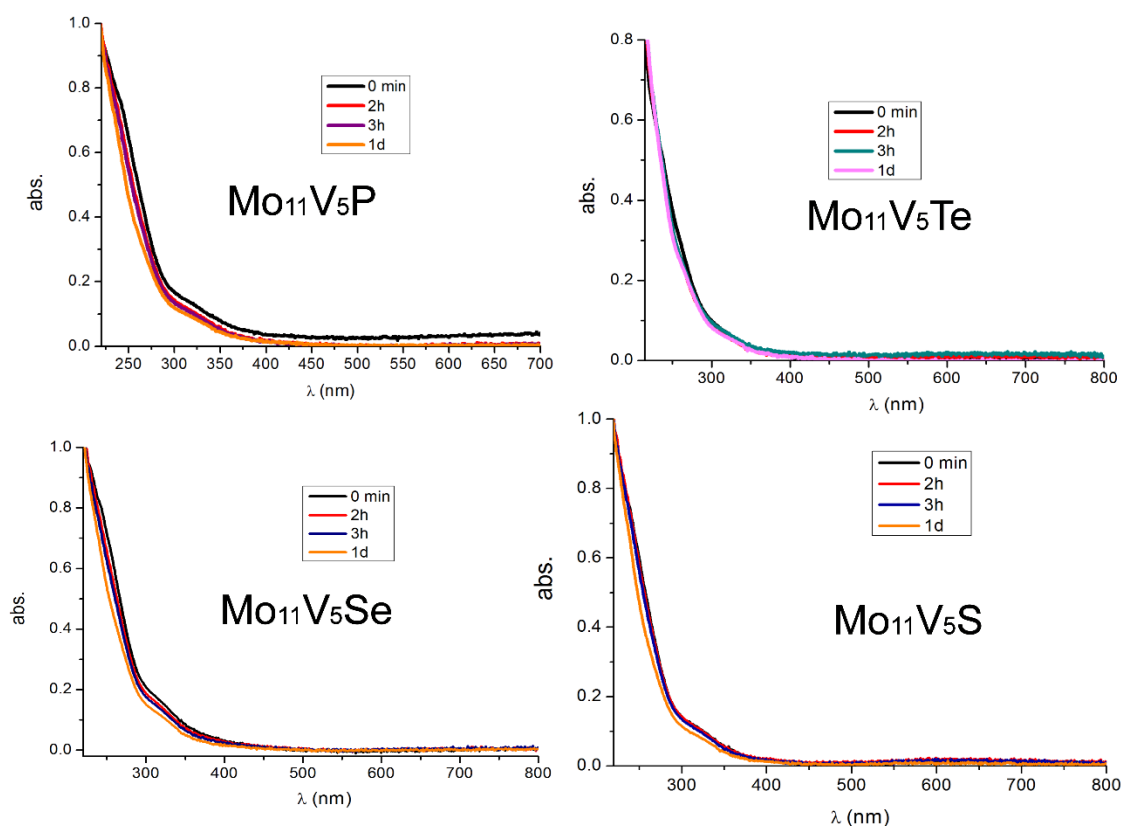 1.0
0.8
0.6
0.4
0.2
0.0
abs.
0 min
2h
3h
1d
Mo₁₁V₅P
250 300 350 400 450 500 550 600 650 700
λ (nm)
0.8
0.6
0.4
0.2
0.0
abs.
0 min
2h
3h
1d
Mo₁₁V₅Te
300 400 500 600 700 800
λ (nm)
1.0
0.8
0.6
0.4
0.2
0.0
abs.
0 min
2h
3h
1d
Mo₁₁V₅Se
300 400 500 600 700 800
λ (nm)
1.0
0.8
0.6
0.4
0.2
0.0
abs.
0 min
2h
3h
1d
Mo₁₁V₅S
300 400 500 600 700 800
λ (nm)